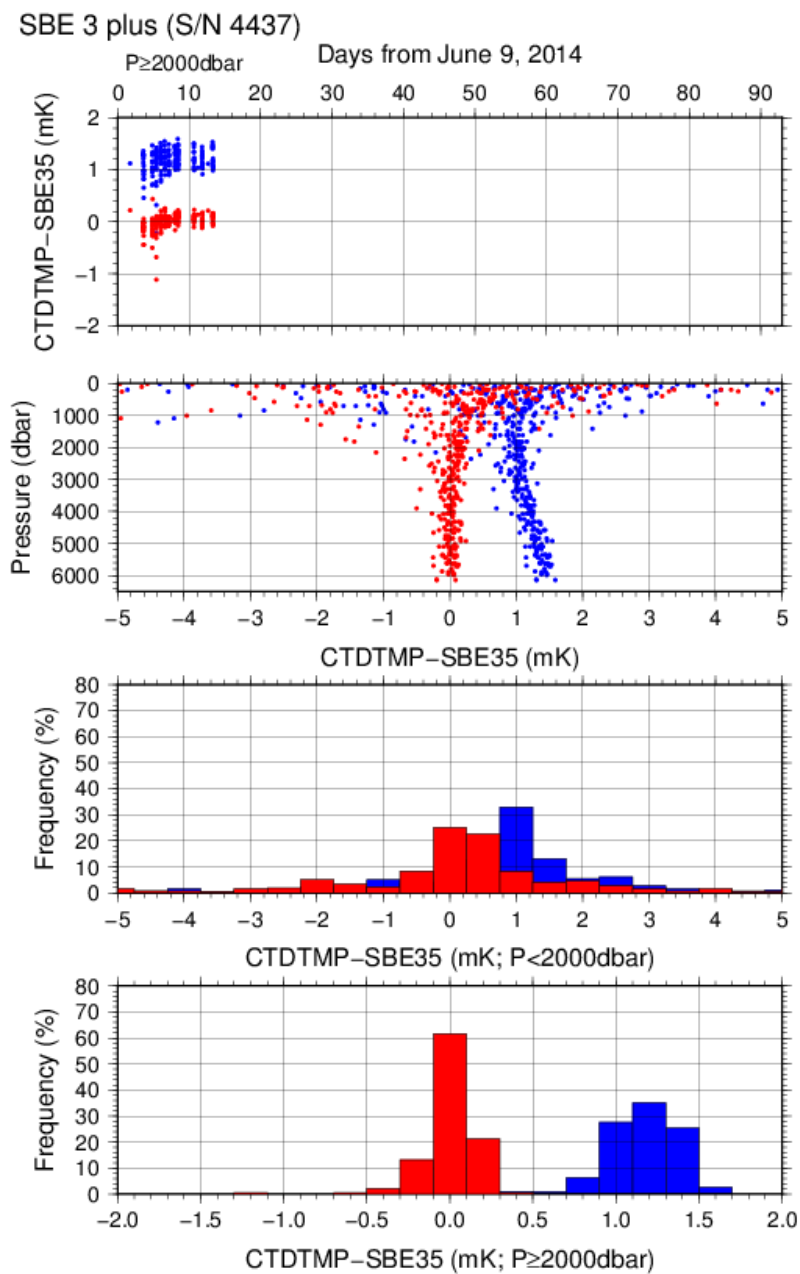 SBE 3 plus (S/N 4437)
P≥2000dbar Days from June 9, 2014
0 10 20 30 40 50 60 70 80 90
CTDTMP−SBE35 (mK)
2
1
0
−1
−2
Pressure (dbar)
0
1000
2000
3000
4000
5000
6000
−5 −4 −3 −2 −1 0 1 2 3 4 5
CTDTMP−SBE35 (mK)
Frequency (%)
80
70
60
50
40
30
20
10
0
−5 −4 −3 −2 −1 0 1 2 3 4 5
CTDTMP−SBE35 (mK; P<2000dbar)
Frequency (%)
80
70
60
50
40
30
20
10
0
−2.0 −1.5 −1.0 −0.5 0.0 0.5 1.0 1.5 2.0
CTDTMP−SBE35 (mK; P≥2000dbar)